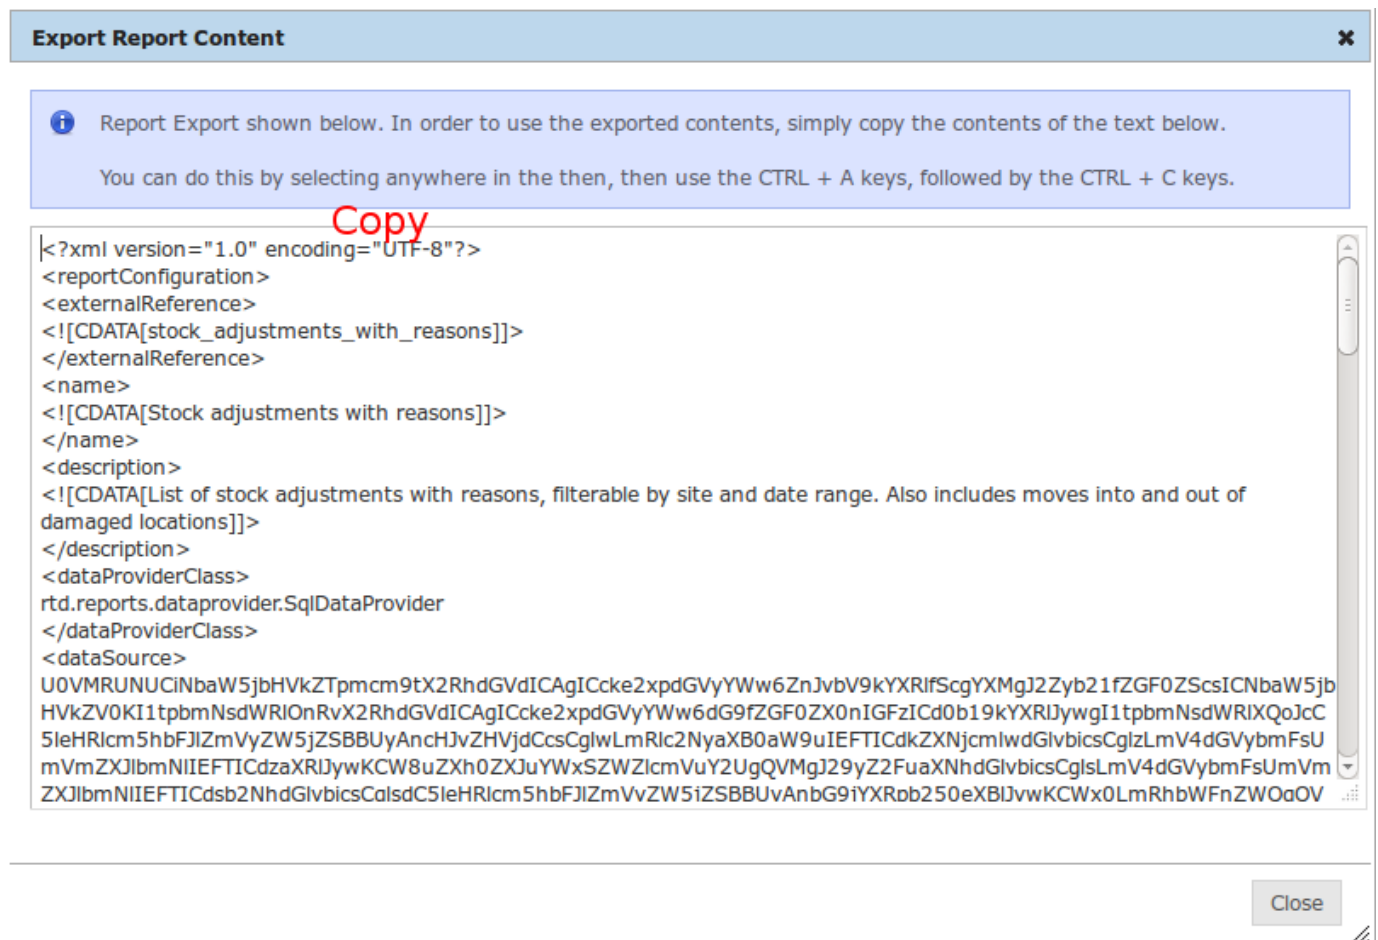 Export Report Content
Report Export shown below. In order to use the exported contents, simply copy the contents of the text below.
You can do this by selecting anywhere in the then, then use the CTRL + A keys, followed by the CTRL + C keys.
Copy
<?xml version="1.0" encoding="UTF-8"?>
<reportConfiguration>
<externalReference>
<![CDATA[stock_adjustments_with_reasons]]>
</externalReference>
<name>
<![CDATA[Stock adjustments with reasons]]>
</name>
<description>
<![CDATA[List of stock adjustments with reasons, filterable by site and date range. Also includes moves into and out of
damaged locations]]>
</description>
<dataProviderClass>
rtd.reports.dataprovider.SqlDataProvider
</dataProviderClass>
<dataSource>
Close